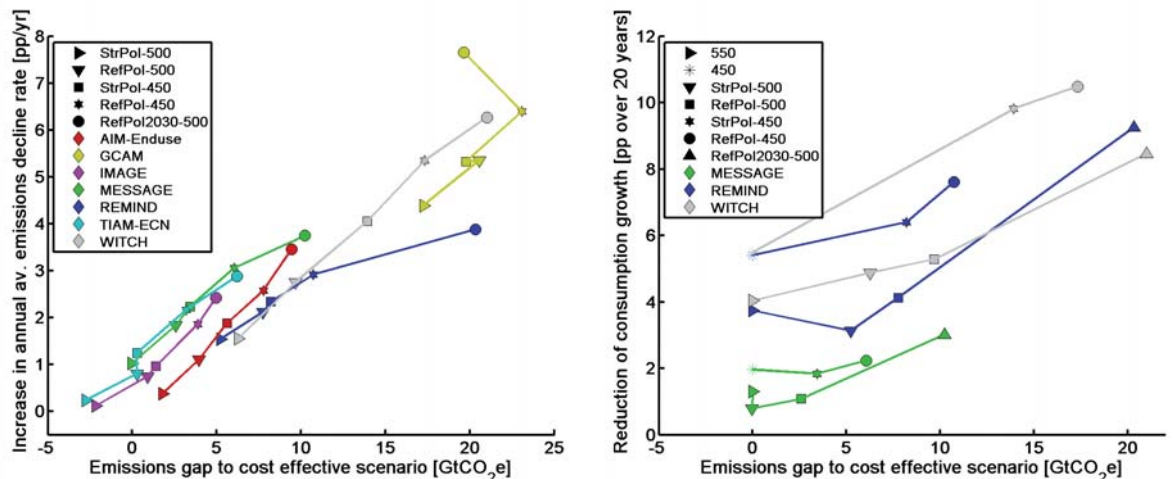 Increase in annual av. emissions decline rate [pp/yr]
8
7
6
5
4
3
2
1
0
StrPol-500
RefPol-500
StrPol-450
RefPol-450
RefPol2030-500
AIM-Enduse
GCAM
IMAGE
MESSAGE
REMIND
TIAM-ECN
WITCH
-5 0 5 10 15 20 25
Emissions gap to cost effective scenario [GtCO₂e]
Reduction of consumption growth [pp over 20 years]
12
10
8
6
4
2
0
550
450
StrPol-500
RefPol-500
StrPol-450
RefPol-450
RefPol2030-500
MESSAGE
REMIND
WITCH
-5 0 5 10 15 20
Emissions gap to cost effective scenario [GtCO₂e]